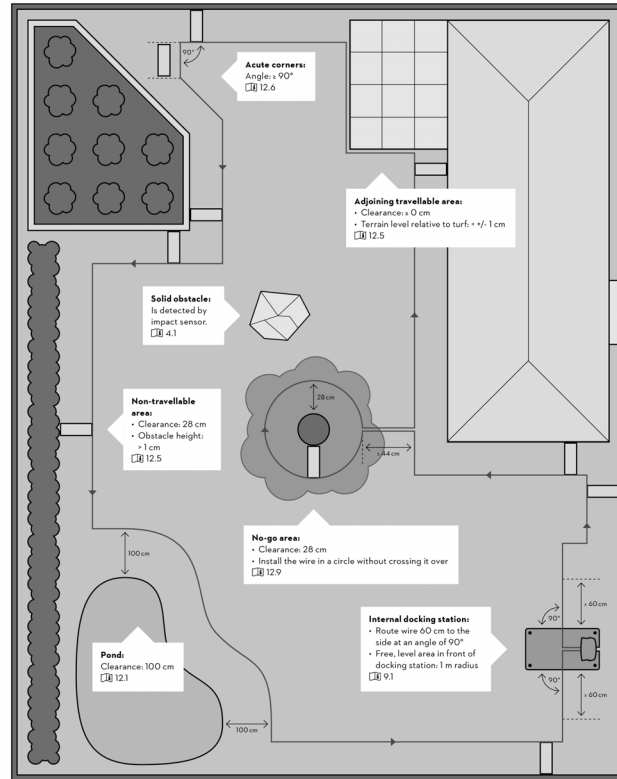 90°
Acute corners:
Angle: ≥ 90°
12.6
Adjoining travellable area:
• Clearance: ≥ 0 cm
• Terrain level relative to turf: < +/- 1 cm
12.5
Solid obstacle:
Is detected by
impact sensor.
4.1
28 cm
Non-travellable
area:
• Clearance: 28 cm
• Obstacle height:
> 1 cm
12.5
≥ 44 cm
No-go area:
• Clearance: 28 cm
• Install the wire in a circle without crossing it over
12.9
100 cm
Internal docking station:
• Route wire 60 cm to the
side at an angle of 90°
• Free, level area in front of
docking station: 1 m radius
9.1
≥ 60 cm
90°
90°
≥ 60 cm
Pond:
Clearance: 100 cm
12.1
100 cm